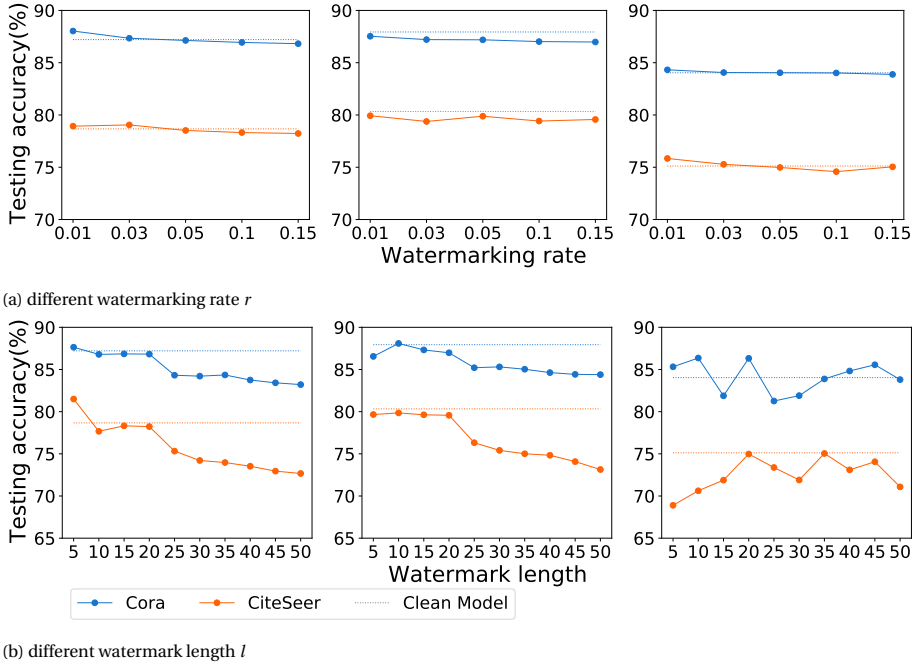 Testing accuracy(%)
90
85
80
75
70
0.01 0.03 0.05 0.1 0.15
90
85
80
75
70
0.01 0.03 0.05 0.1 0.15
90
85
80
75
70
0.01 0.03 0.05 0.1 0.15
Watermarking rate
(a) different watermarking rate r
Testing accuracy(%)
90
85
80
75
70
65
5 10 15 20 25 30 35 40 45 50
90
85
80
75
70
65
5 10 15 20 25 30 35 40 45 50
90
85
80
75
70
65
5 10 15 20 25 30 35 40 45 50
Watermark length
Cora CiteSeer Clean Model
(b) different watermark length l